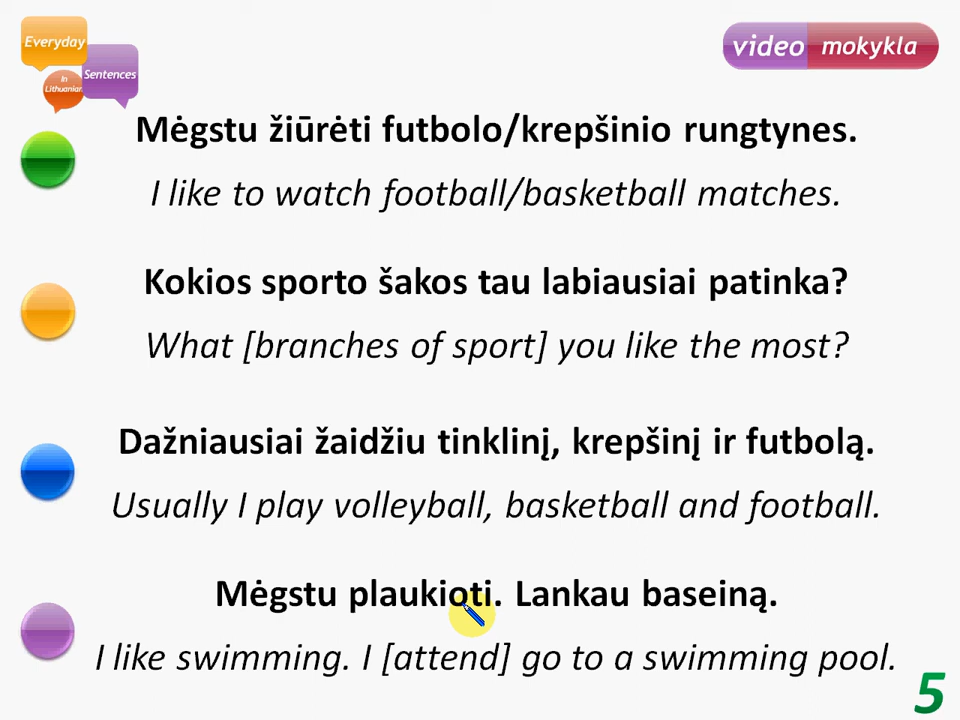 Everyday
In
Lithuanian
Sentences
video mokykla
Mėgstu žiūrėti futbolo/krepšinio rungtynes.
I like to watch football/basketball matches.
Kokios sporto šakos tau labiausiai patinka?
What [branches of sport] you like the most?
Dažniausiai žaidžiu tinklinį, krepšinį ir futbolą.
Usually I play volleyball, basketball and football.
Mėgstu plaukioti. Lankau baseiną.
I like swimming. I [attend] go to a swimming pool.
5